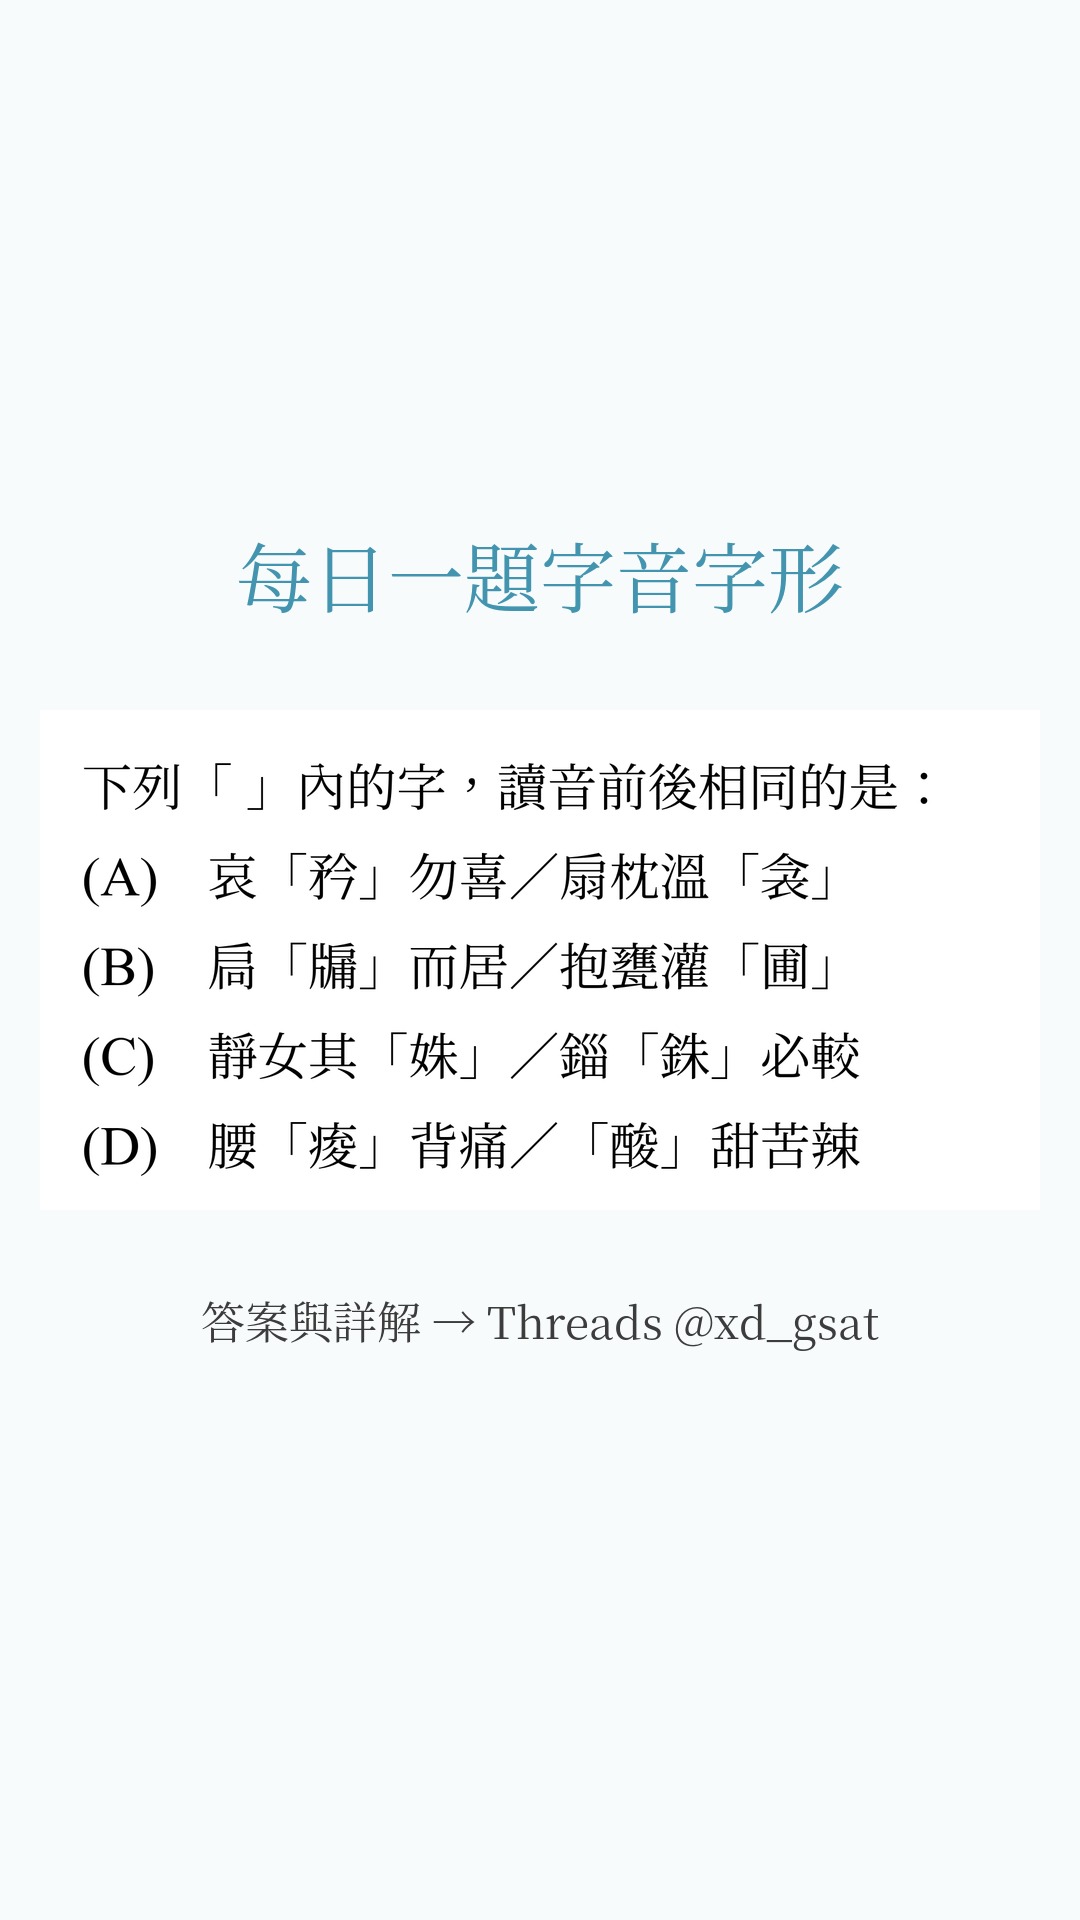 每日一題字音字形
下列「 」內的字，讀音前後相同的是：
(A) 哀「矜」勿喜／扇枕溫「衾」
(B) 扃「牖」而居／抱甕灌「圃」
(C) 靜女其「姝」／錙「銖」必較
(D) 腰「痠」背痛／「酸」甜苦辣
答案與詳解 → Threads @xd_gsat